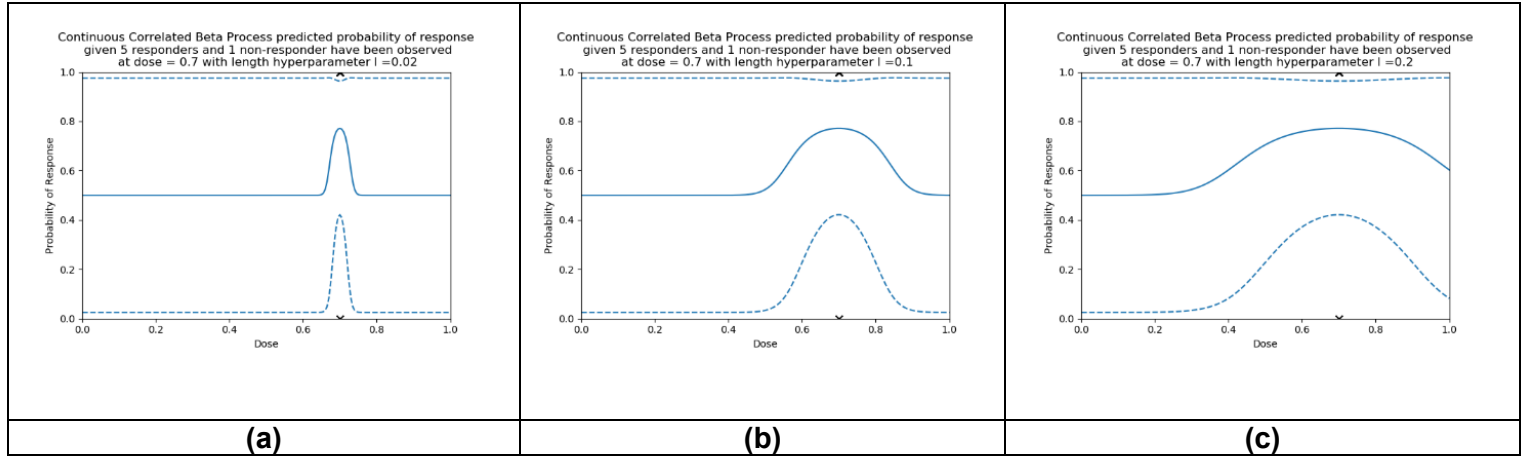 Continuous Correlated Beta Process predicted probability of response
given 5 responders and 1 non-responder have been observed
at dose = 0.7 with length hyperparameter l =0.02
1.0
0.8
0.6
0.4
0.2
0.0
Probability of Response
0.0 0.2 0.4 0.6 0.8 1.0
Dose
(a)
Continuous Correlated Beta Process predicted probability of response
given 5 responders and 1 non-responder have been observed
at dose = 0.7 with length hyperparameter l =0.1
1.0
0.8
0.6
0.4
0.2
0.0
Probability of Response
0.0 0.2 0.4 0.6 0.8 1.0
Dose
(b)
Continuous Correlated Beta Process predicted probability of response
given 5 responders and 1 non-responder have been observed
at dose = 0.7 with length hyperparameter l =0.2
1.0
0.8
0.6
0.4
0.2
0.0
Probability of Response
0.0 0.2 0.4 0.6 0.8 1.0
Dose
(c)